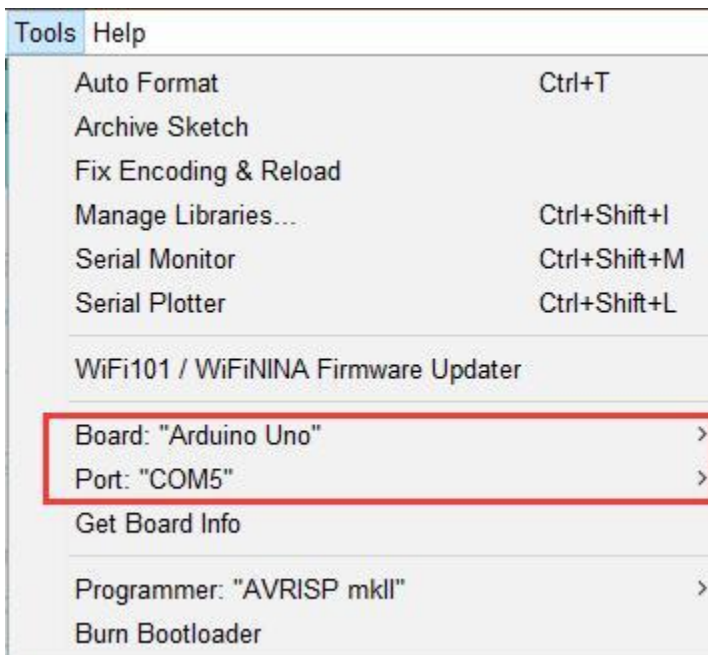 Tools Help
Auto Format Ctrl+T
Archive Sketch
Fix Encoding & Reload
Manage Libraries... Ctrl+Shift+I
Serial Monitor Ctrl+Shift+M
Serial Plotter Ctrl+Shift+L
WiFi101 / WiFiNINA Firmware Updater
Board: "Arduino Uno" >
Port: "COM5" >
Get Board Info
Programmer: "AVRISP mkII" >
Burn Bootloader